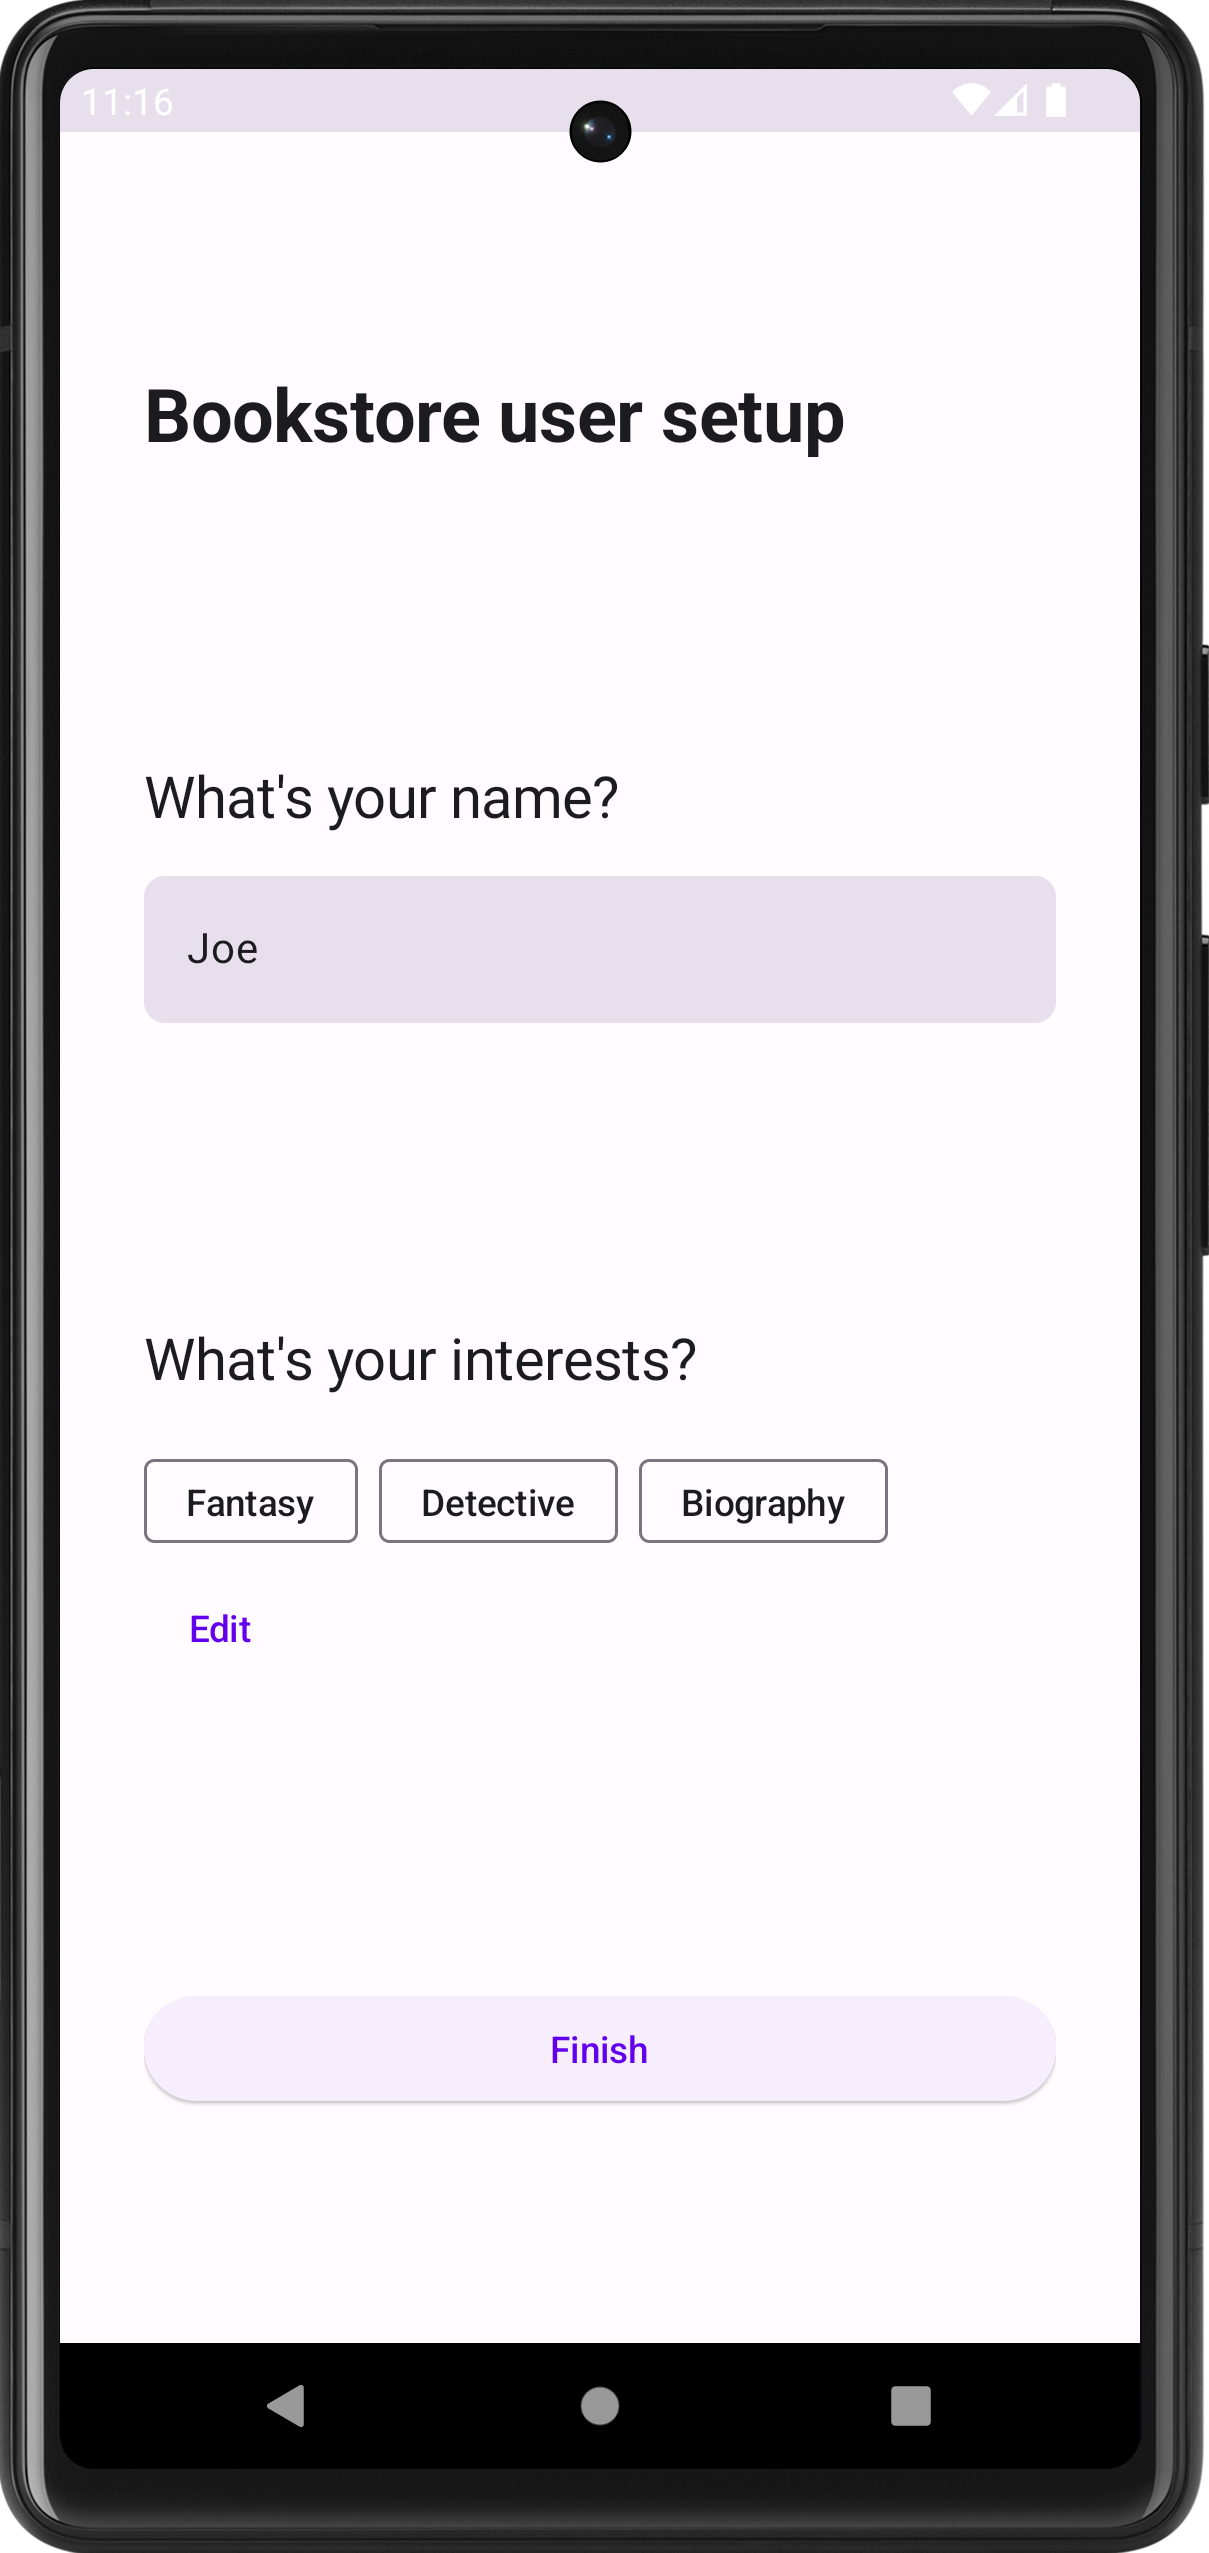 11:16
Bookstore user setup
What's your name?
Joe
What's your interests?
Fantasy Detective Biography
Edit
Finish